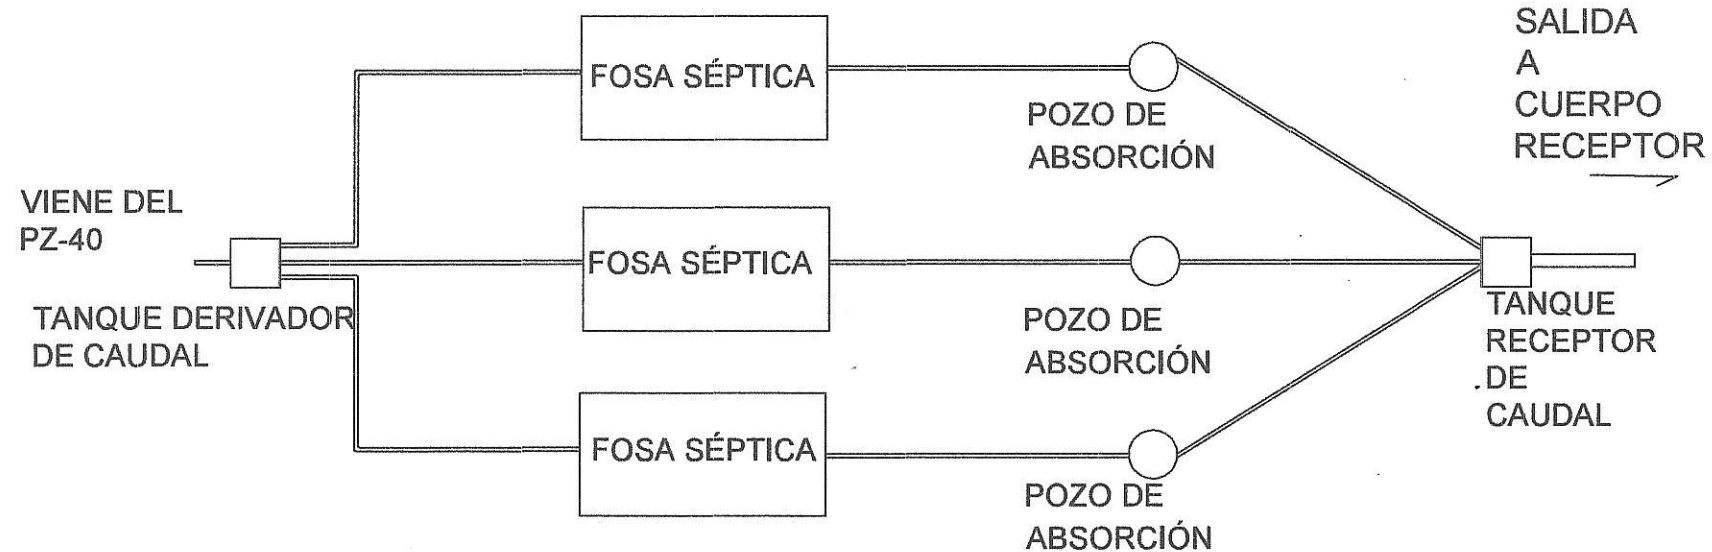 SALIDA
A
CUERPO
RECEPTOR
FOSA SÉPTICA
POZO DE
ABSORCIÓN
VIENE DEL
PZ-40
TANQUE DERIVADOR
DE CAUDAL
FOSA SÉPTICA
POZO DE
ABSORCIÓN
TANQUE
RECEPTOR
DE
CAUDAL
FOSA SÉPTICA
POZO DE
ABSORCIÓN